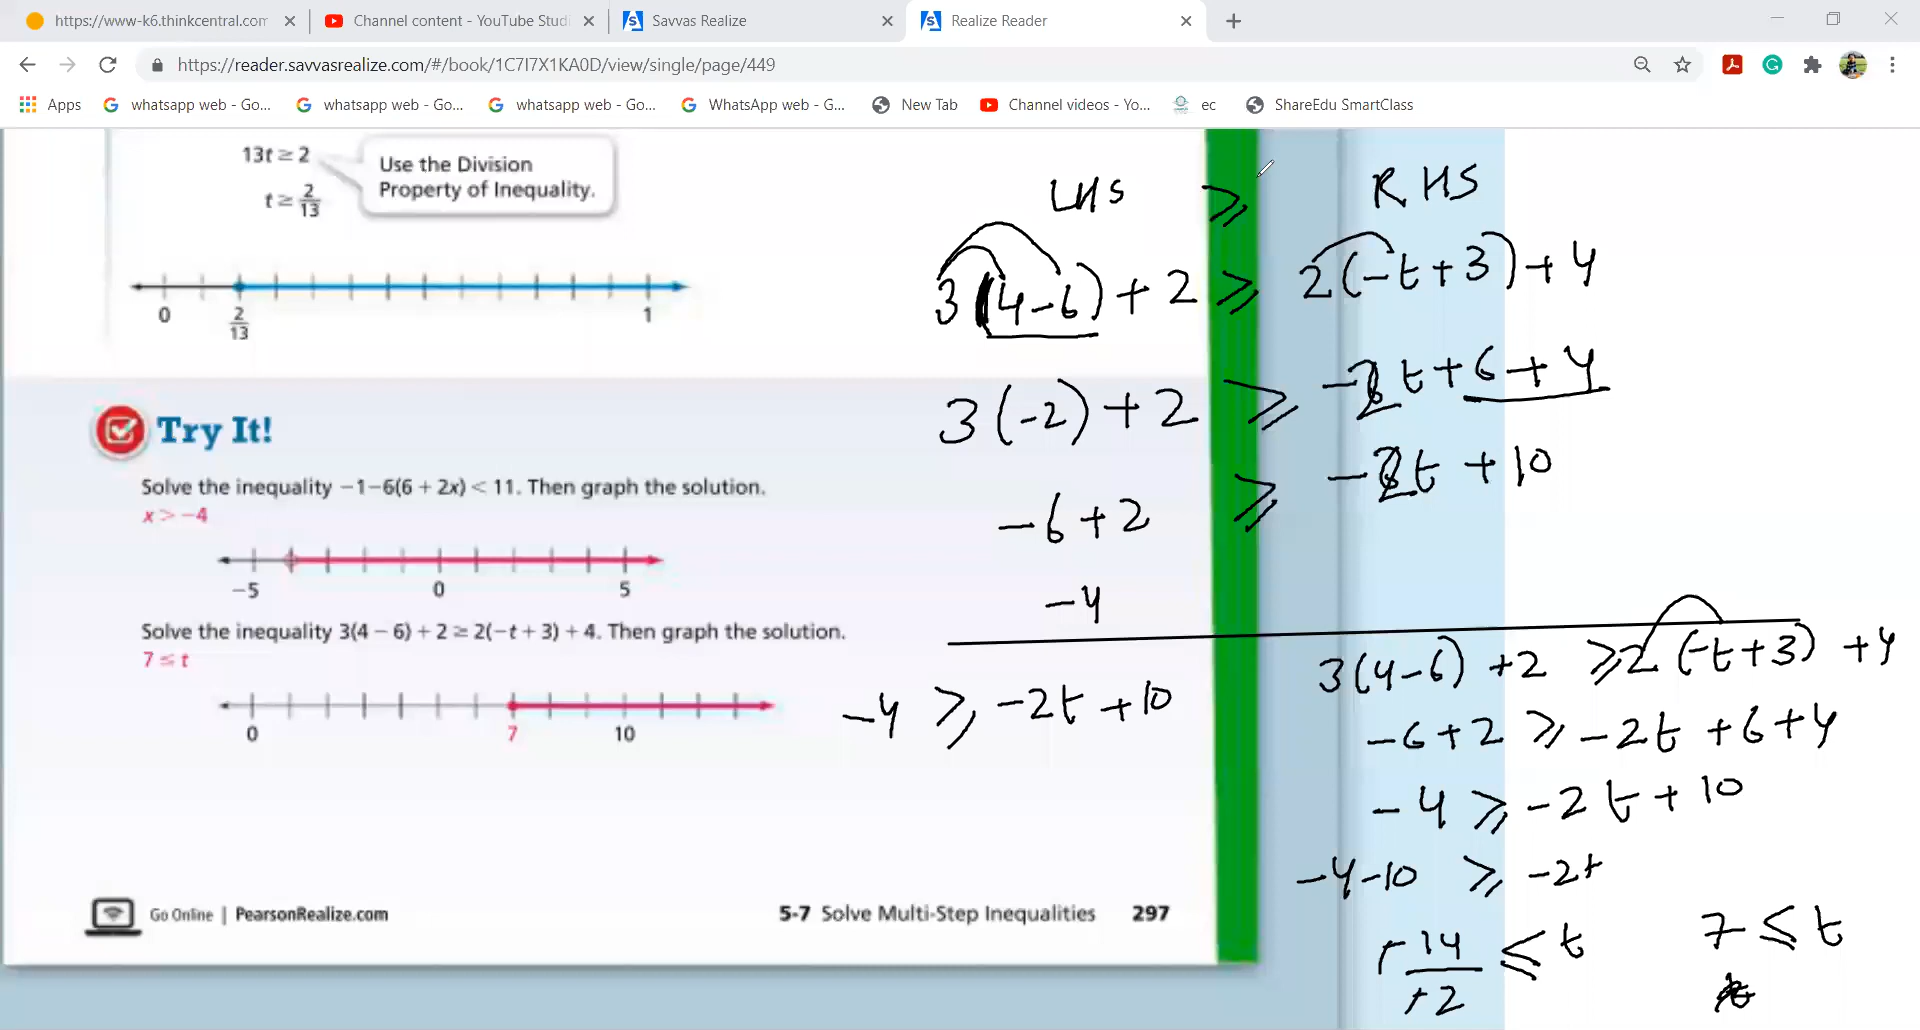 https://www-k6.thinkcentral.com
Channel content - YouTube Studi
Savvas Realize
Realize Reader
https://reader.savvasrealize.com/#/book/1C7I7X1KA0D/view/single/page/449
Apps
whatsapp web - Go...
whatsapp web - Go...
whatsapp web - Go...
WhatsApp web - G...
New Tab
Channel videos - Yo...
ec
ShareEdu SmartClass
13t ≥ 2
t ≥ 2/13
Use the Division
Property of Inequality.
0 2/13 1
Try It!
Solve the inequality −1−6(6 + 2x) < 11. Then graph the solution.
x > −4
−5 0 5
Solve the inequality 3(4 − 6) + 2 ≥ 2(−t + 3) + 4. Then graph the solution.
7 ≤ t
0 7 10
Go Online | PearsonRealize.com
5-7 Solve Multi-Step Inequalities 297
LHS ≥ RHS
3(4-6)+2 ≥ 2(-t+3)+4
3(-2)+2 ≥ -2t+6+4
-6+2 ≥ -2t+10
-4
-4 ≥ -2t+10
3(4-6)+2 ≥ 2(-t+3)+4
-6+2 ≥ -2t+6+4
-4 ≥ -2t+10
-4-10 ≥ -2t
-14/-2 ≤ t
7 ≤ t